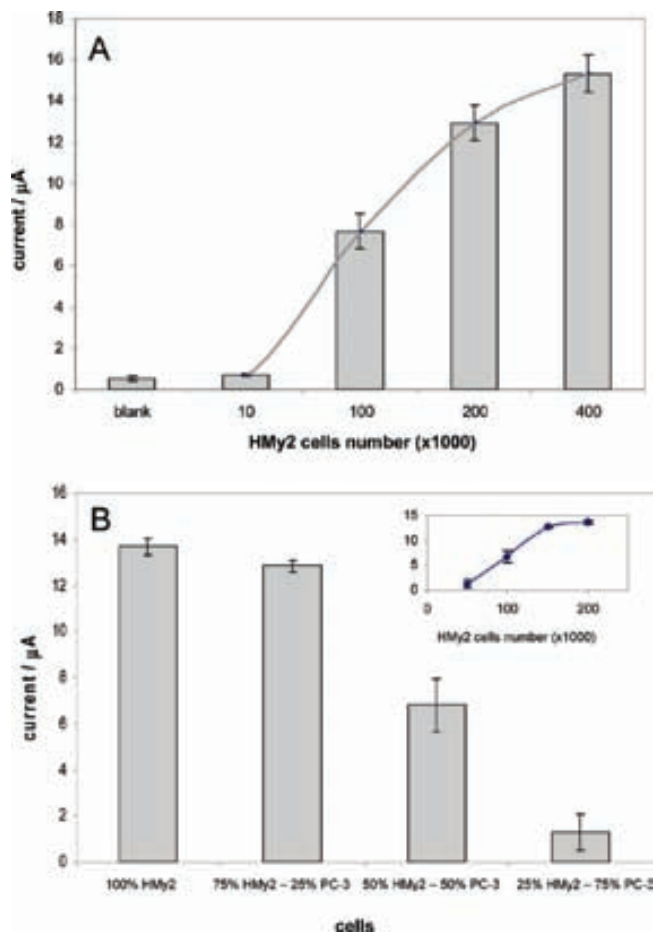 A
18
16
14
12
10
8
6
4
2
0
current / µA
blank 10 100 200 400
HMy2 cells number (x1000)
B
16
14
12
10
8
6
4
2
0
current / µA
15
10
5
0
0 100 200
HMy2 cells number (x1000)
100% HMy2 75% HMy2 – 25% PC-3 50% HMy2 – 50% PC-3 25% HMy2 – 75% PC-3
cells